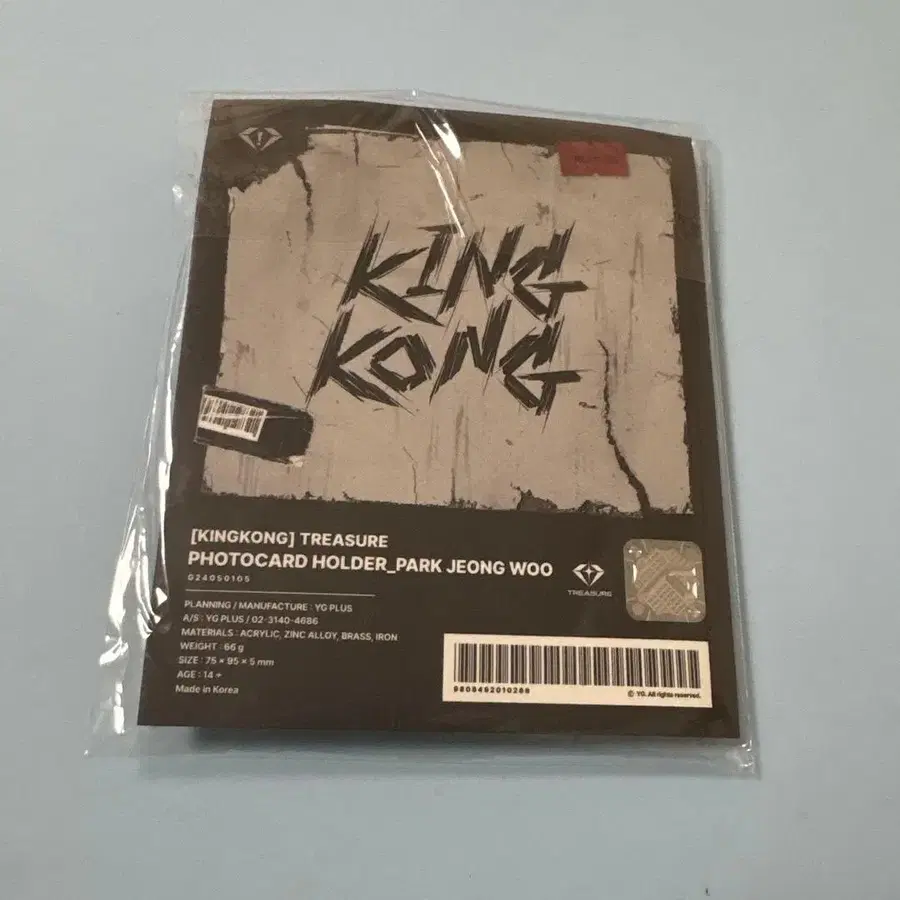 KING
KONG
[KINGKONG] TREASURE
PHOTOCARD HOLDER_PARK JEONG WOO
024050105
PLANNING / MANUFACTURE : YG PLUS
A/S : YG PLUS / 02-3140-4686
MATERIALS : ACRYLIC, ZINC ALLOY, BRASS, IRON
WEIGHT : 66 g
SIZE : 75 × 95 × 5 mm
AGE : 14 +
Made in Korea
TREASURE
9808492010288
© YG. All rights reserved.